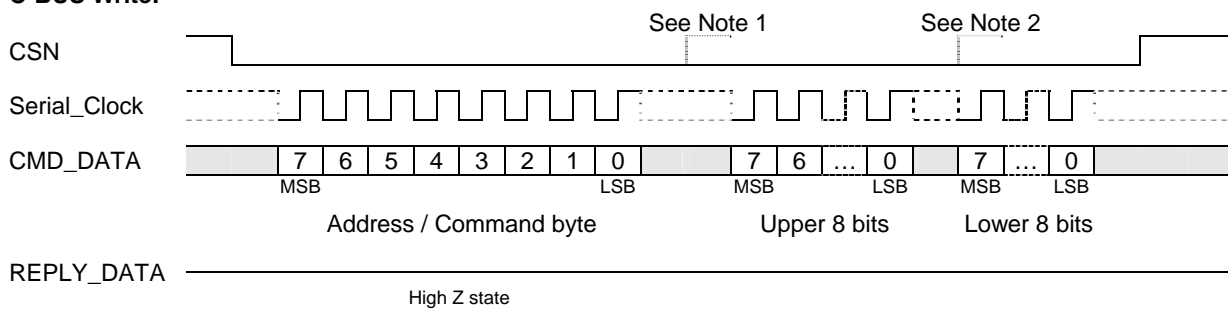 See Note 1 See Note 2
CSN
Serial_Clock
CMD_DATA 7 6 5 4 3 2 1 0 7 6 … 0 7 … 0
MSB LSB MSB LSB MSB LSB
Address / Command byte Upper 8 bits Lower 8 bits
REPLY_DATA
High Z state